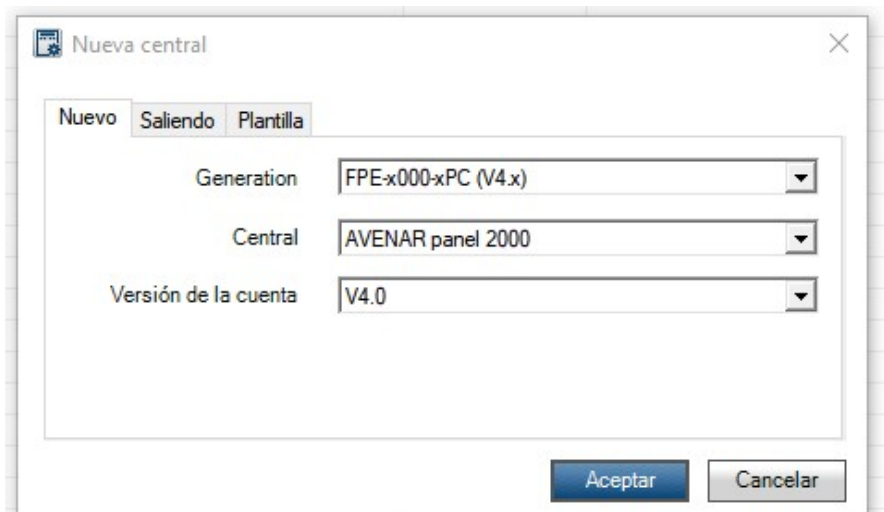 Nueva central
Nuevo Saliendo Plantilla
Generation FPE-x000-xPC (V4.x)
Central AVENAR panel 2000
Versión de la cuenta V4.0
Aceptar Cancelar